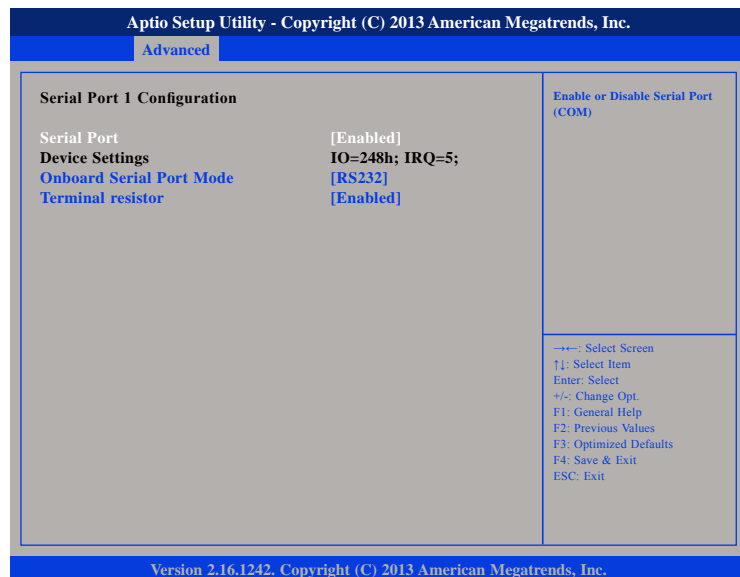 Aptio Setup Utility - Copyright (C) 2013 American Megatrends, Inc.
Advanced
Serial Port 1 Configuration
Serial Port [Enabled]
Device Settings IO=248h; IRQ=5;
Onboard Serial Port Mode [RS232]
Terminal resistor [Enabled]
Enable or Disable Serial Port
(COM)
→←: Select Screen
↑↓: Select Item
Enter: Select
+/-: Change Opt.
F1: General Help
F2: Previous Values
F3: Optimized Defaults
F4: Save & Exit
ESC: Exit
Version 2.16.1242. Copyright (C) 2013 American Megatrends, Inc.